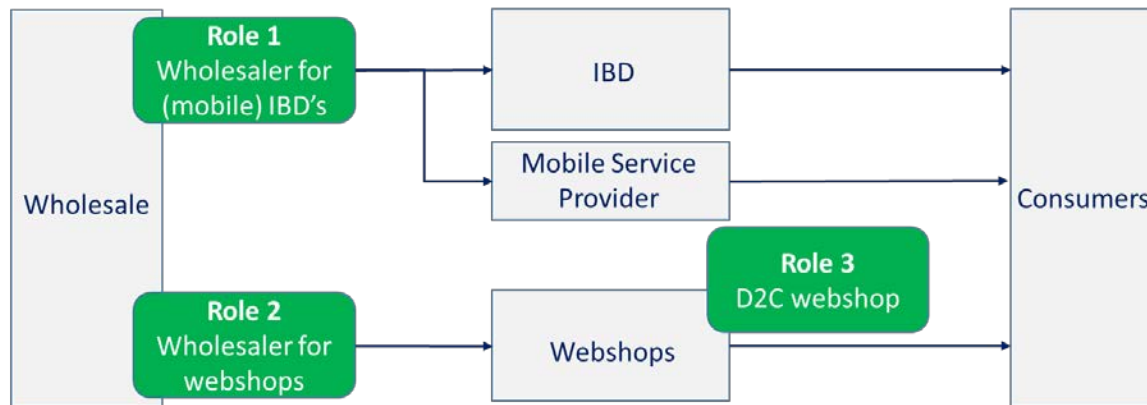 Role 1
Wholesaler for
(mobile) IBD's
IBD
Mobile Service
Provider
Wholesale
Consumers
Role 3
D2C webshop
Role 2
Wholesaler for
webshops
Webshops